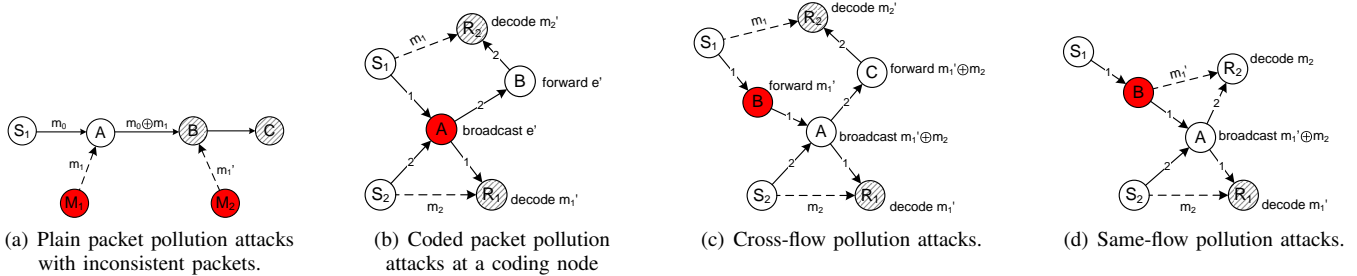 S1
m0
A
m0⊕m1
B
C
m1
m1'
M1
M2
(a) Plain packet pollution attacks
with inconsistent packets.
decode m2'
R2
m1
S1
2
B
forward e'
1
2
A
broadcast e'
2
1
S2
m2
R1
decode m1'
(b) Coded packet pollution
attacks at a coding node
decode m2'
R2
m1
S1
2
1
C
forward m1'⊕m2
B
forward m1'
1
2
A
broadcast m1'⊕m2
2
1
S2
m2
R1
decode m1'
(c) Cross-flow pollution attacks.
S1
1
m1'
R2
decode m2
B
1
2
A
broadcast m1'⊕m2
2
1
S2
m2
R1
decode m1'
(d) Same-flow pollution attacks.